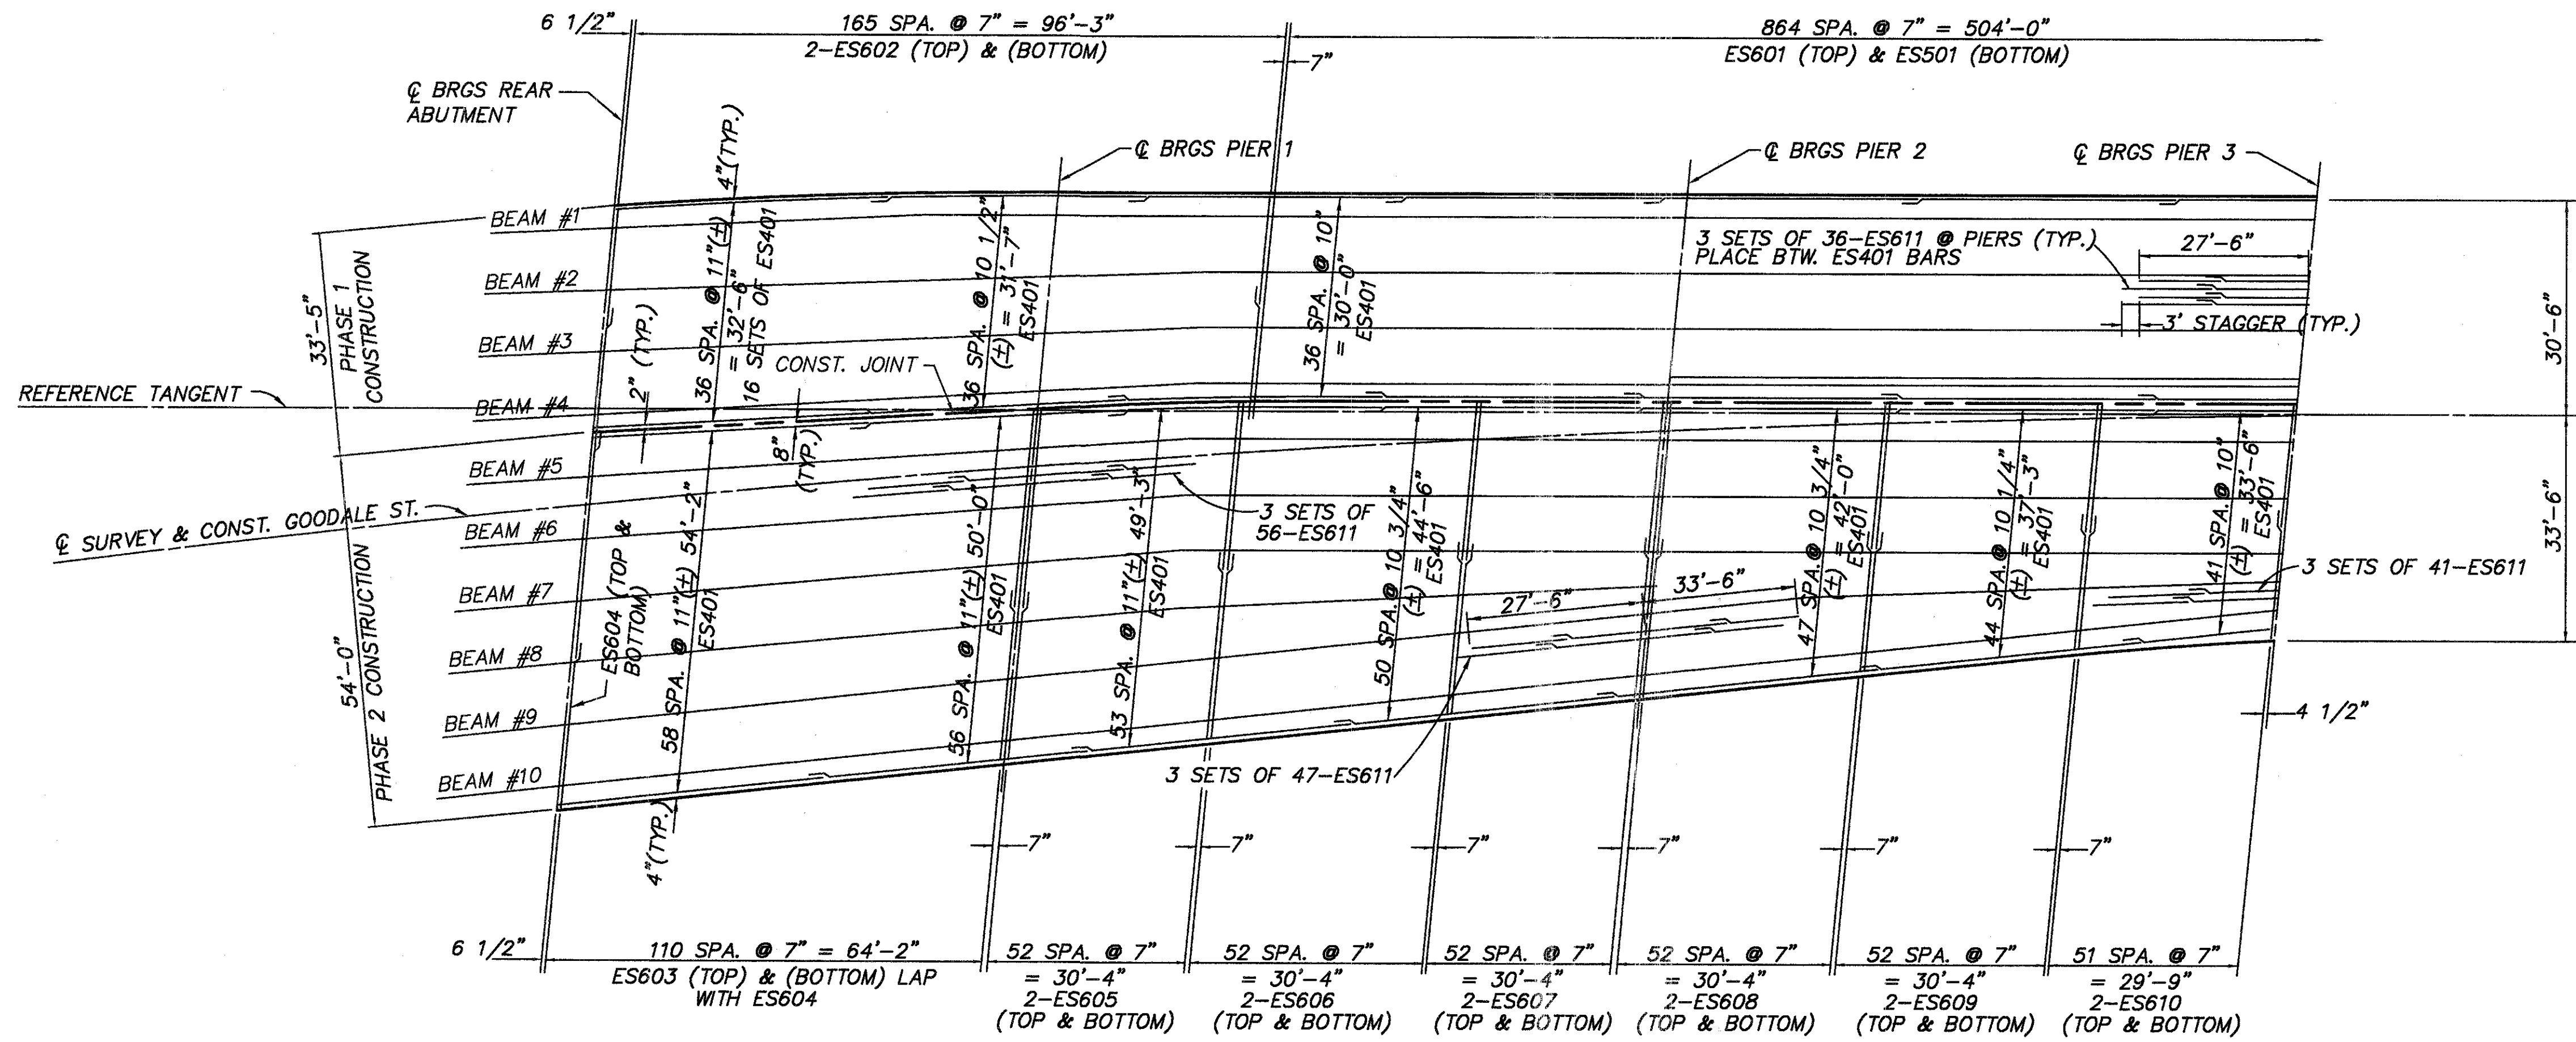 6 1/2"
165 SPA. @ 7" = 96'-3"
2-ES602 (TOP) & (BOTTOM)
7"
864 SPA. @ 7" = 504'-0"
ES601 (TOP) & ES501 (BOTTOM)
℄ BRGS REAR
ABUTMENT
℄ BRGS PIER 1
℄ BRGS PIER 2
℄ BRGS PIER 3
4"(TYP.)
BEAM #1
BEAM #2
BEAM #3
BEAM #4
BEAM #5
BEAM #6
BEAM #7
BEAM #8
BEAM #9
BEAM #10
33'-5"
PHASE 1
CONSTRUCTION
54'-0"
PHASE 2 CONSTRUCTION
REFERENCE TANGENT
℄ SURVEY & CONST. GOODALE ST.
2" (TYP.)
36 SPA. @ 11"(±)
= 32'-6"
16 SETS OF ES401
CONST. JOINT
8"
(TYP.)
36 SPA. @ 10 1/2"
(±) = 31'-7"
ES401
36 SPA. @ 10"
= 30'-0"
ES401
3 SETS OF 36-ES611 @ PIERS (TYP.)
PLACE BTW. ES401 BARS
27'-6"
3' STAGGER (TYP.)
30'-6"
33'-6"
ES604 (TOP &
BOTTOM)
58 SPA. @ 11"(±) 54'-2"
ES401
4"(TYP.)
56 SPA. @ 11"(±) 50'-0"
ES401
53 SPA. @ 11"(±) 49'-3"
ES401
3 SETS OF
56-ES611
50 SPA.@ 10 3/4"
(±) = 44'-6"
ES401
27'-6"
33'-6"
3 SETS OF 47-ES611
47 SPA.@ 10 3/4"
(±) = 42'-0"
ES401
44 SPA.@ 10 1/4"
(±) = 37'-3"
ES401
41 SPA.@ 10"
(±) = 33'-6"
ES401
3 SETS OF 41-ES611
4 1/2"
7"
7"
7"
7"
7"
7"
6 1/2"
110 SPA. @ 7" = 64'-2"
ES603 (TOP) & (BOTTOM) LAP
WITH ES604
52 SPA. @ 7"
= 30'-4"
2-ES605
(TOP & BOTTOM)
52 SPA. @ 7"
= 30'-4"
2-ES606
(TOP & BOTTOM)
52 SPA. @ 7"
= 30'-4"
2-ES607
(TOP & BOTTOM)
52 SPA. @ 7"
= 30'-4"
2-ES608
(TOP & BOTTOM)
52 SPA. @ 7"
= 30'-4"
2-ES609
(TOP & BOTTOM)
51 SPA. @ 7"
= 29'-9"
2-ES610
(TOP & BOTTOM)